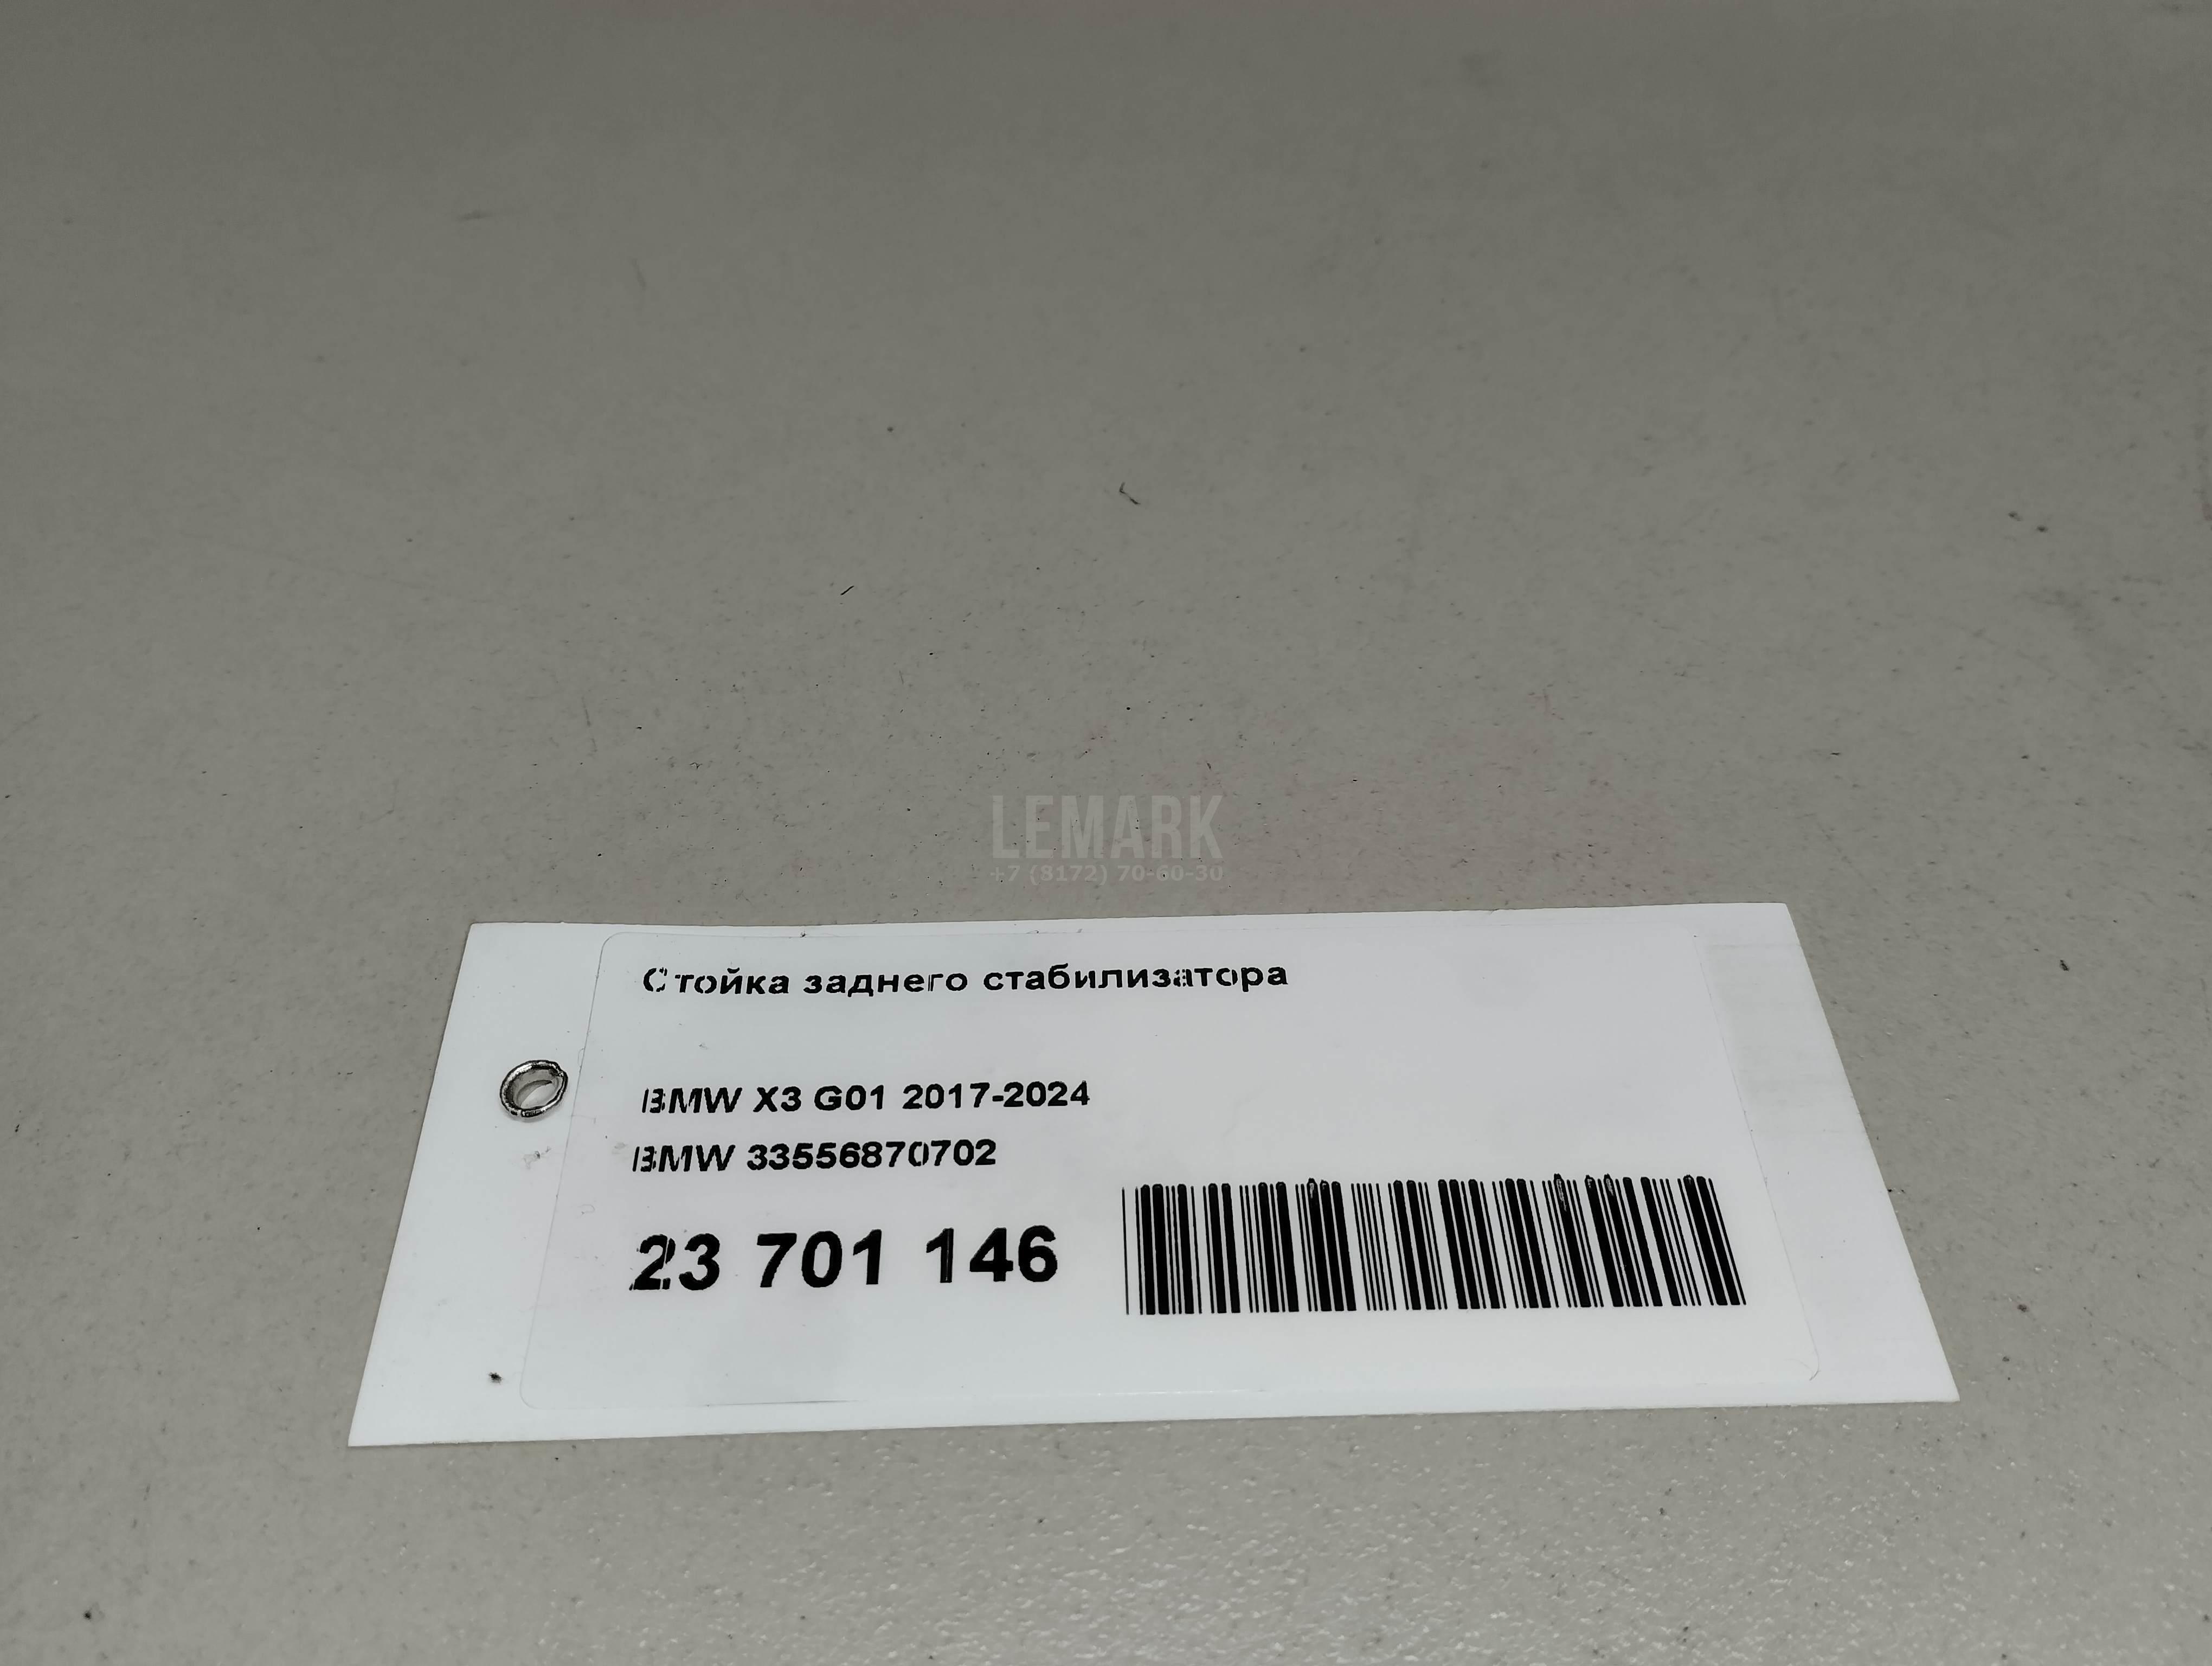 LEMARK
+7 (8172) 70-60-30
Стойка заднего стабилизатора
BMW X3 G01 2017-2024
BMW 33556870702
23 701 146